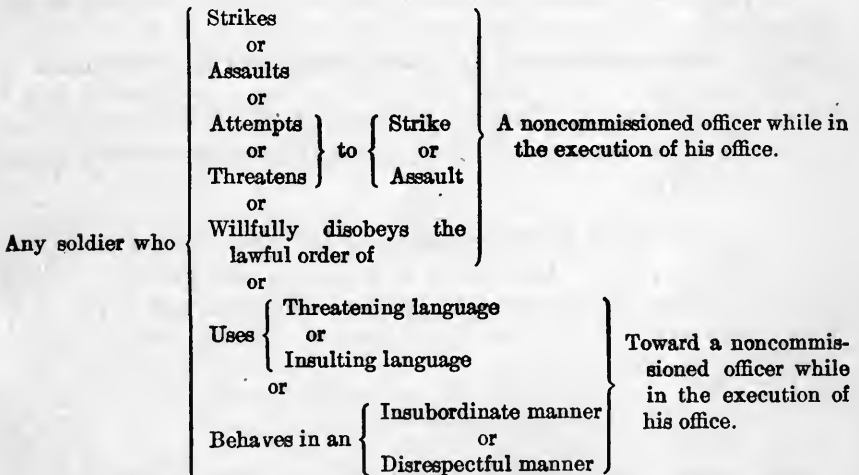 Strikes
or
Assaults
or
Attempts } to { Strike
or or
Threatens Assault
or
Willfully disobeys the
lawful order of
A noncommissioned officer while in
the execution of his office.
Any soldier who
or
Uses { Threatening language
or
Insulting language
or
Behaves in an { Insubordinate manner
or
Disrespectful manner
Toward a noncommis-
sioned officer while
in the execution of
his office.